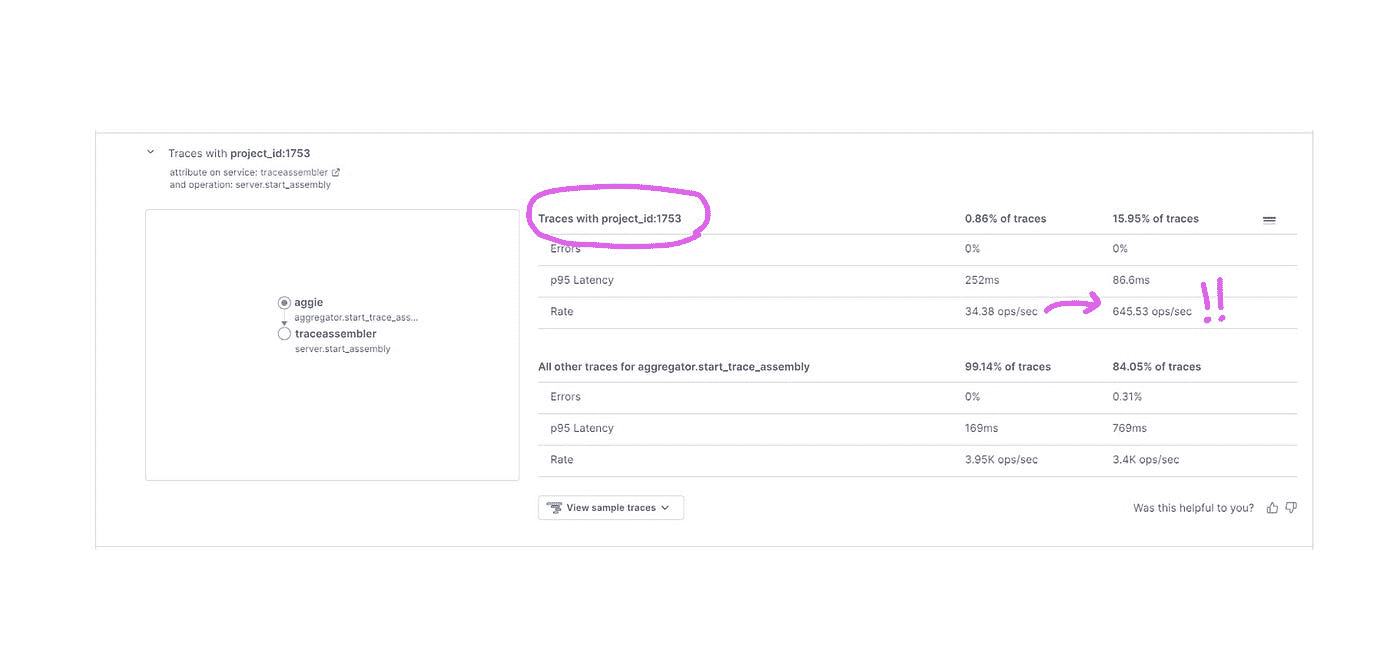 Traces with project_id:1753
attribute on service: traceassembler
and operation: server.start_assembly
aggie
aggregator.start_trace_ass...
traceassembler
server.start_assembly
Traces with project_id:1753 0.86% of traces 15.95% of traces
Errors 0% 0%
p95 Latency 252ms 86.6ms
Rate 34.38 ops/sec 645.53 ops/sec !!
All other traces for aggregator.start_trace_assembly 99.14% of traces 84.05% of traces
Errors 0% 0.31%
p95 Latency 169ms 769ms
Rate 3.95K ops/sec 3.4K ops/sec
View sample traces Was this helpful to you?